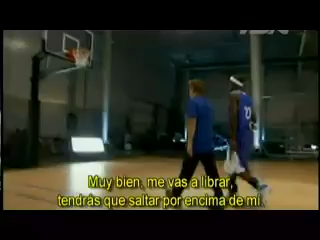 Muy bien, me vas a librar,
tendrás que saltar por encima de mí.